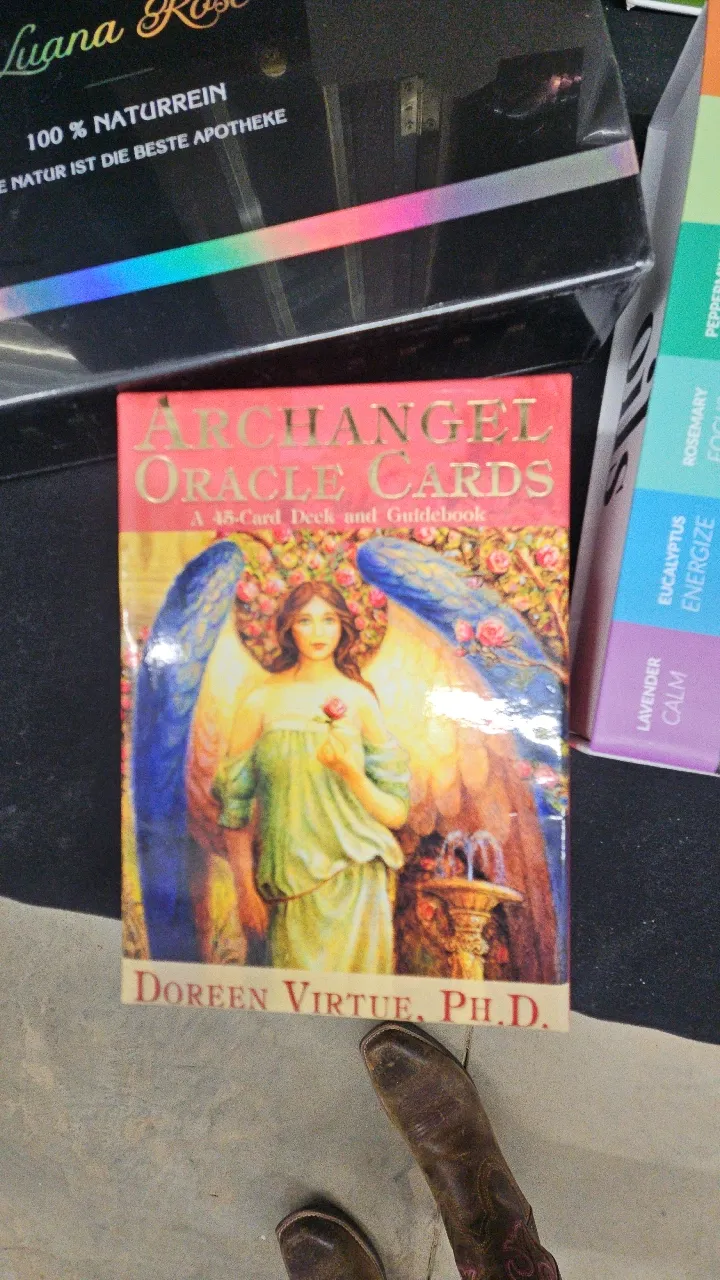 Luana Rose
100 % NATURREIN
E NATUR IST DIE BESTE APOTHEKE
ARCHANGEL
ORACLE CARDS
A 45-Card Deck and Guidebook
DOREEN VIRTUE, PH.D.
oils
ROSEMARY
EUCALYPTUS
ENERGIZE
LAVENDER
CALM